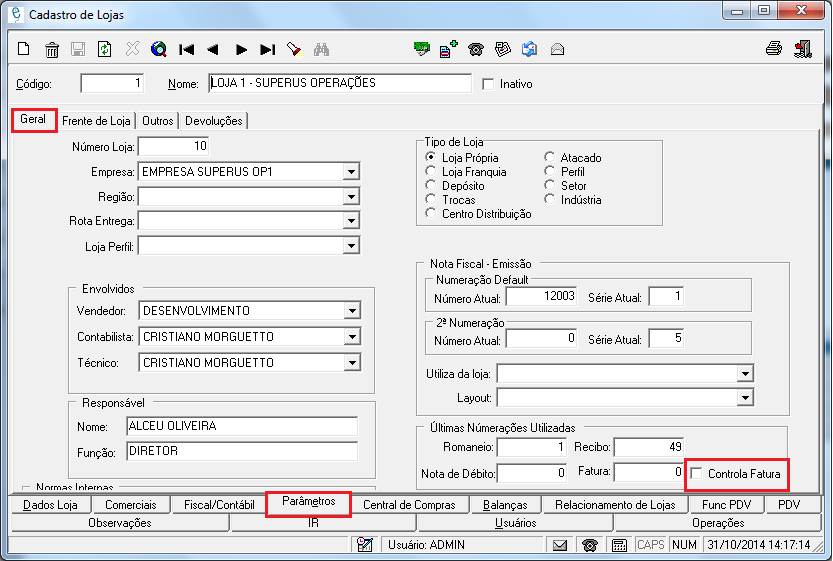 Cadastro de Lojas
Código: 1 Nome: LOJA 1 - SUPERUS OPERAÇÕES Inativo
Geral Frente de Loja Outros Devoluções
Número Loja: 10
Empresa: EMPRESA SUPERUS OP1
Região:
Rota Entrega:
Loja Perfil:
Tipo de Loja
Loja Própria Atacado
Loja Franquia Perfil
Depósito Setor
Trocas Indústria
Centro Distribuição
Envolvidos
Vendedor: DESENVOLVIMENTO
Contabilista: CRISTIANO MORGUETTO
Técnico: CRISTIANO MORGUETTO
Nota Fiscal - Emissão
Numeração Default
Número Atual: 12003 Série Atual: 1
2ª Numeração
Número Atual: 0 Série Atual: 5
Utiliza da loja:
Layout:
Responsável
Nome: ALCEU OLIVEIRA
Função: DIRETOR
Últimas Númerações Utilizadas
Romaneio: 1 Recibo: 49
Nota de Débito: 0 Fatura: 0 Controla Fatura
Normas Internas
Dados Loja Comerciais Fiscal/Contábil Parâmetros Central de Compras Balanças Relacionamento de Lojas Func PDV PDV
Observações IR Usuários Operações
Usuário: ADMIN CAPS NUM 31/10/2014 14:17:14